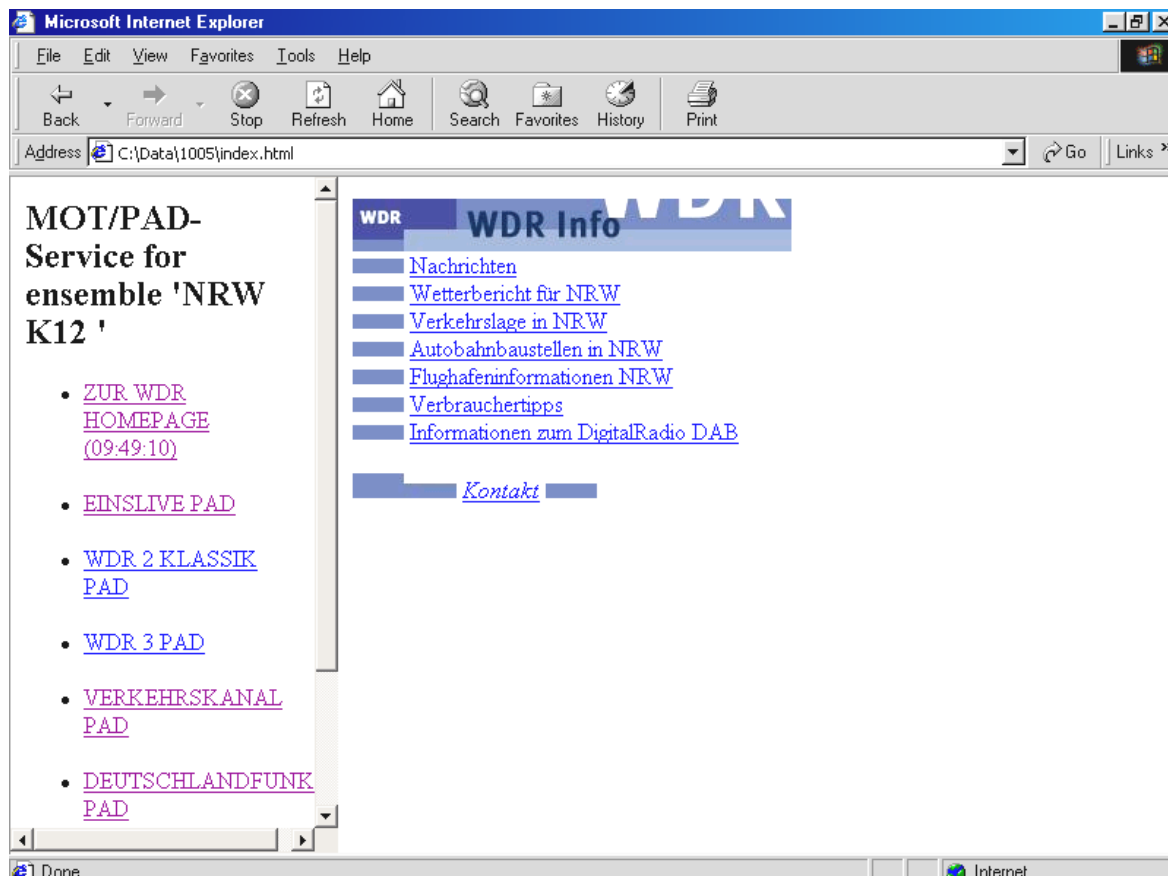 Microsoft Internet Explorer
File Edit View Favorites Tools Help
Back Forward Stop Refresh Home Search Favorites History Print
Address C:\Data\1005\index.html Go Links »
MOT/PAD-
Service for
ensemble 'NRW
K12 '
ZUR WDR
HOMEPAGE
(09:49:10)
EINSLIVE PAD
WDR 2 KLASSIK
PAD
WDR 3 PAD
VERKEHRSKANAL
PAD
DEUTSCHLANDFUNK
PAD
WDR
WDR
WDR Info
Nachrichten
Wetterbericht für NRW
Verkehrslage in NRW
Autobahnbaustellen in NRW
Flughafeninformationen NRW
Verbrauchertipps
Informationen zum DigitalRadio DAB
Kontakt
Done Internet